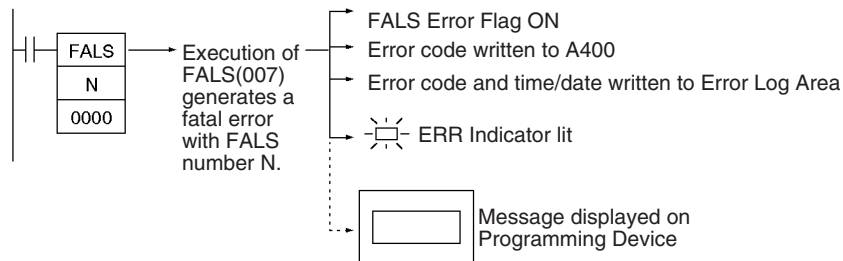 FALS
N
0000
Execution of
FALS(007)
generates a
fatal error
with FALS
number N.
FALS Error Flag ON
Error code written to A400
Error code and time/date written to Error Log Area
ERR Indicator lit
Message displayed on
Programming Device